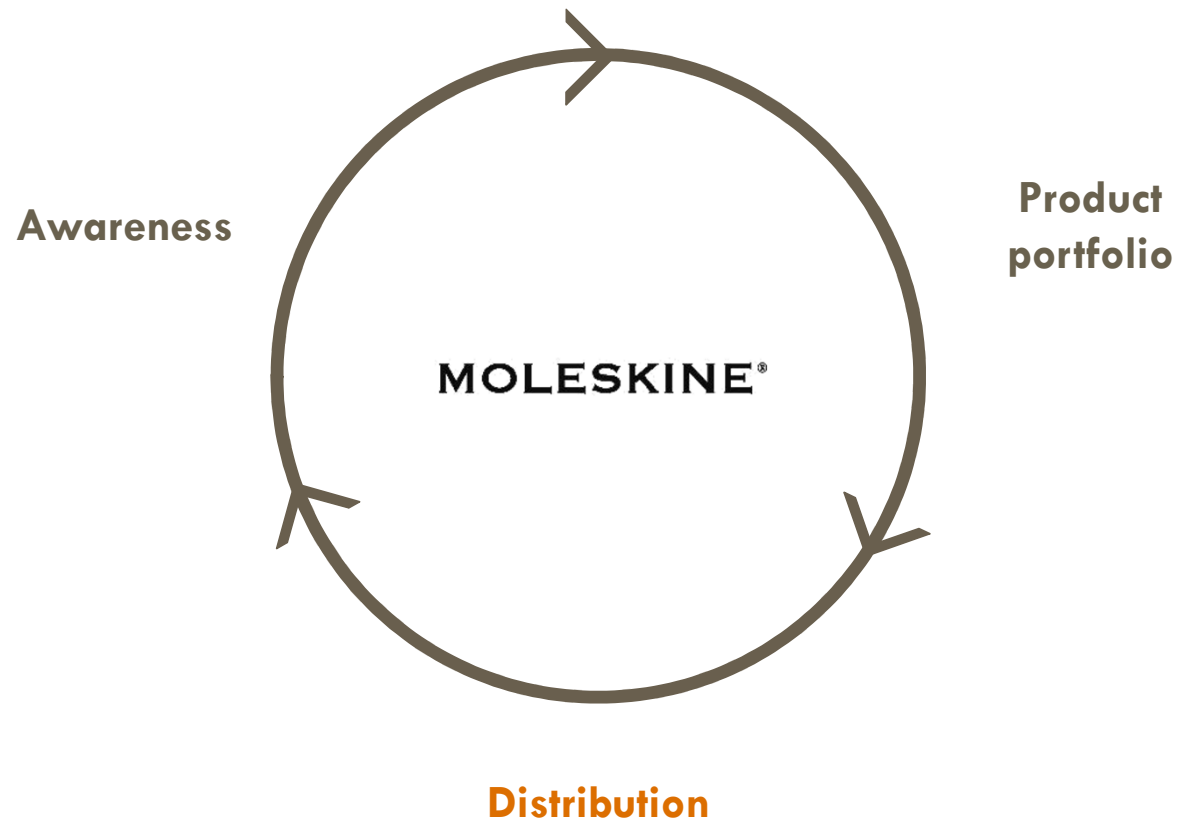 Product
portfolio
Awareness
MOLESKINE®
Distribution